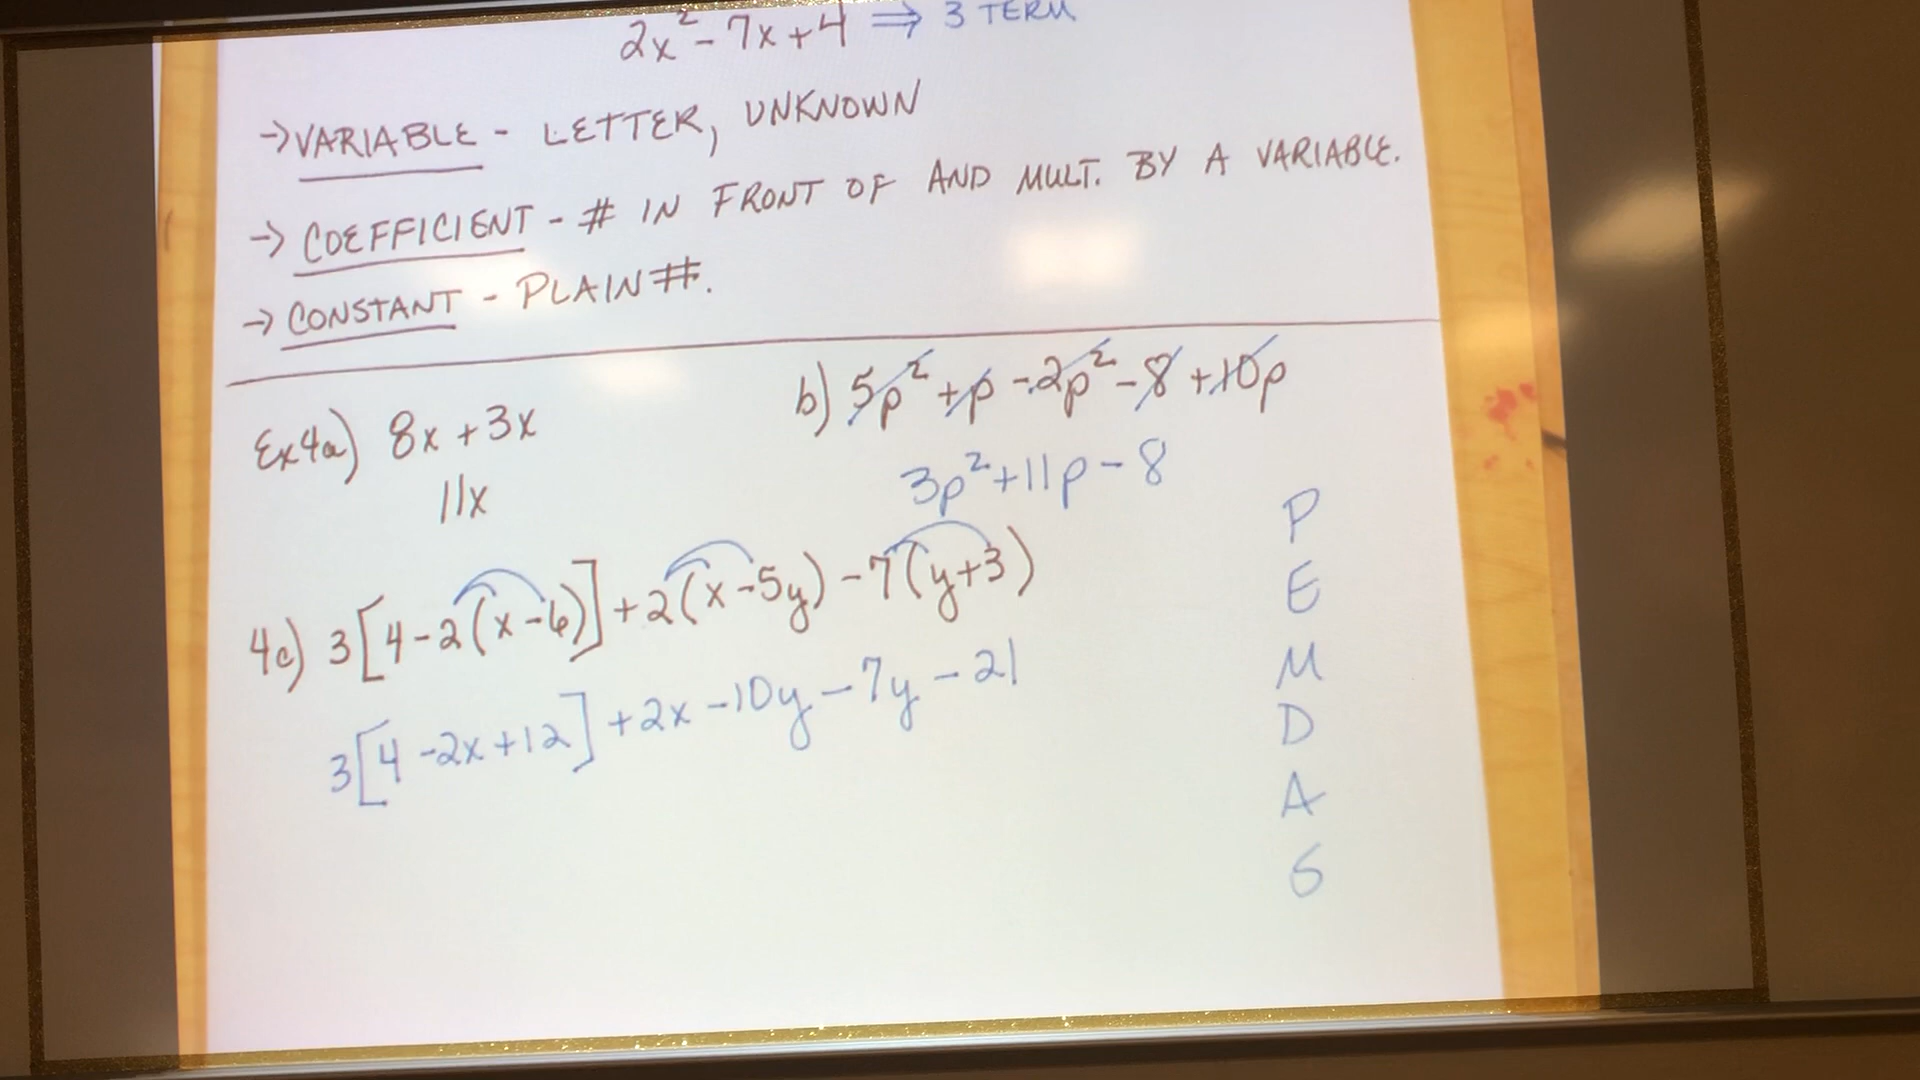 2x² - 7x + 4 ⇒ 3 TERM
→ VARIABLE - LETTER, UNKNOWN
→ COEFFICIENT - # IN FRONT OF AND MULT. BY A VARIABLE.
→ CONSTANT - PLAIN #.
Ex4a) 8x + 3x
11x
b) 5p² + p - 2p² - 8 + 10p
3p² + 11p - 8
4c) 3[4 - 2(x - 6)] + 2(x - 5y) - 7(y + 3)
3[4 - 2x + 12] + 2x - 10y - 7y - 21
P
E
M
D
A
S